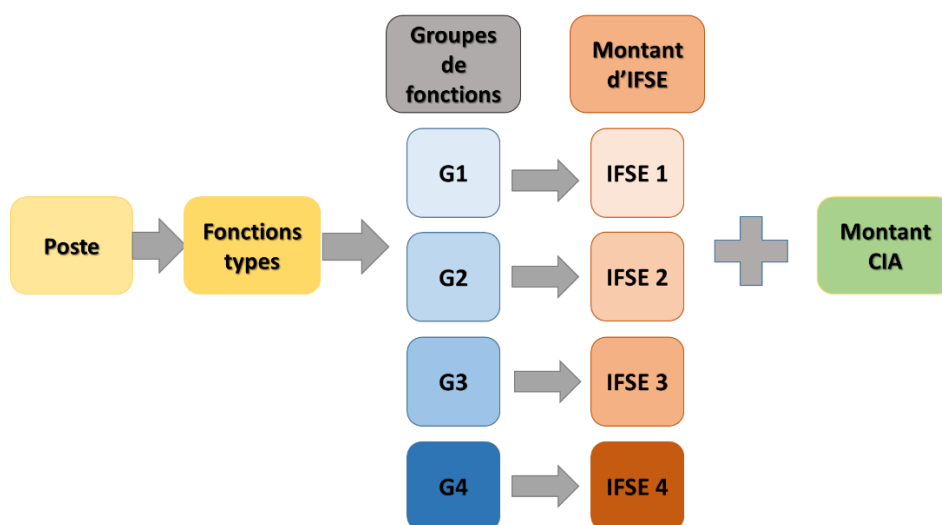 Groupes
de
fonctions
Montant
d'IFSE
G1
IFSE 1
Poste
Fonctions
types
G2
IFSE 2
Montant
CIA
G3
IFSE 3
G4
IFSE 4